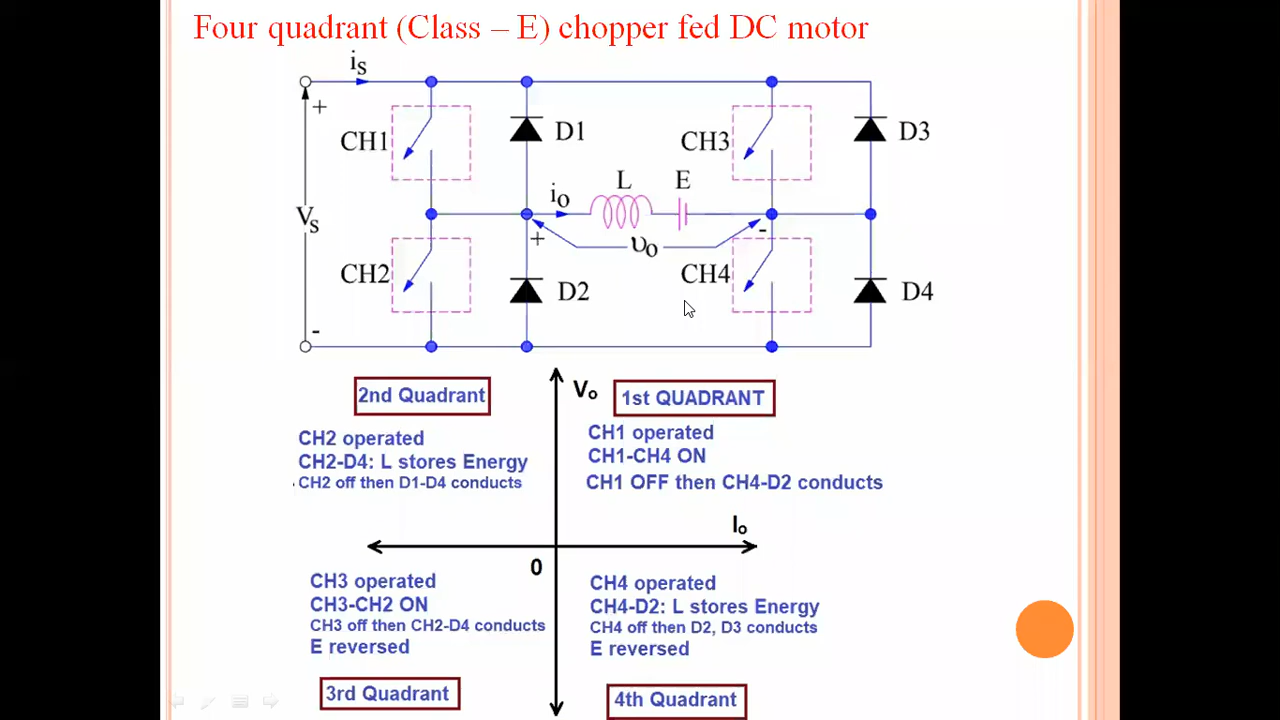 Four quadrant (Class – E) chopper fed DC motor
iS
+
CH1
D1
CH3
D3
L
E
iO
VS
+
υO
-
CH2
D2
CH4
D4
-
2nd Quadrant
Vo
1st QUADRANT
CH2 operated
CH2-D4: L stores Energy
CH2 off then D1-D4 conducts
CH1 operated
CH1-CH4 ON
CH1 OFF then CH4-D2 conducts
Io
0
CH3 operated
CH3-CH2 ON
CH3 off then CH2-D4 conducts
E reversed
3rd Quadrant
CH4 operated
CH4-D2: L stores Energy
CH4 off then D2, D3 conducts
E reversed
4th Quadrant